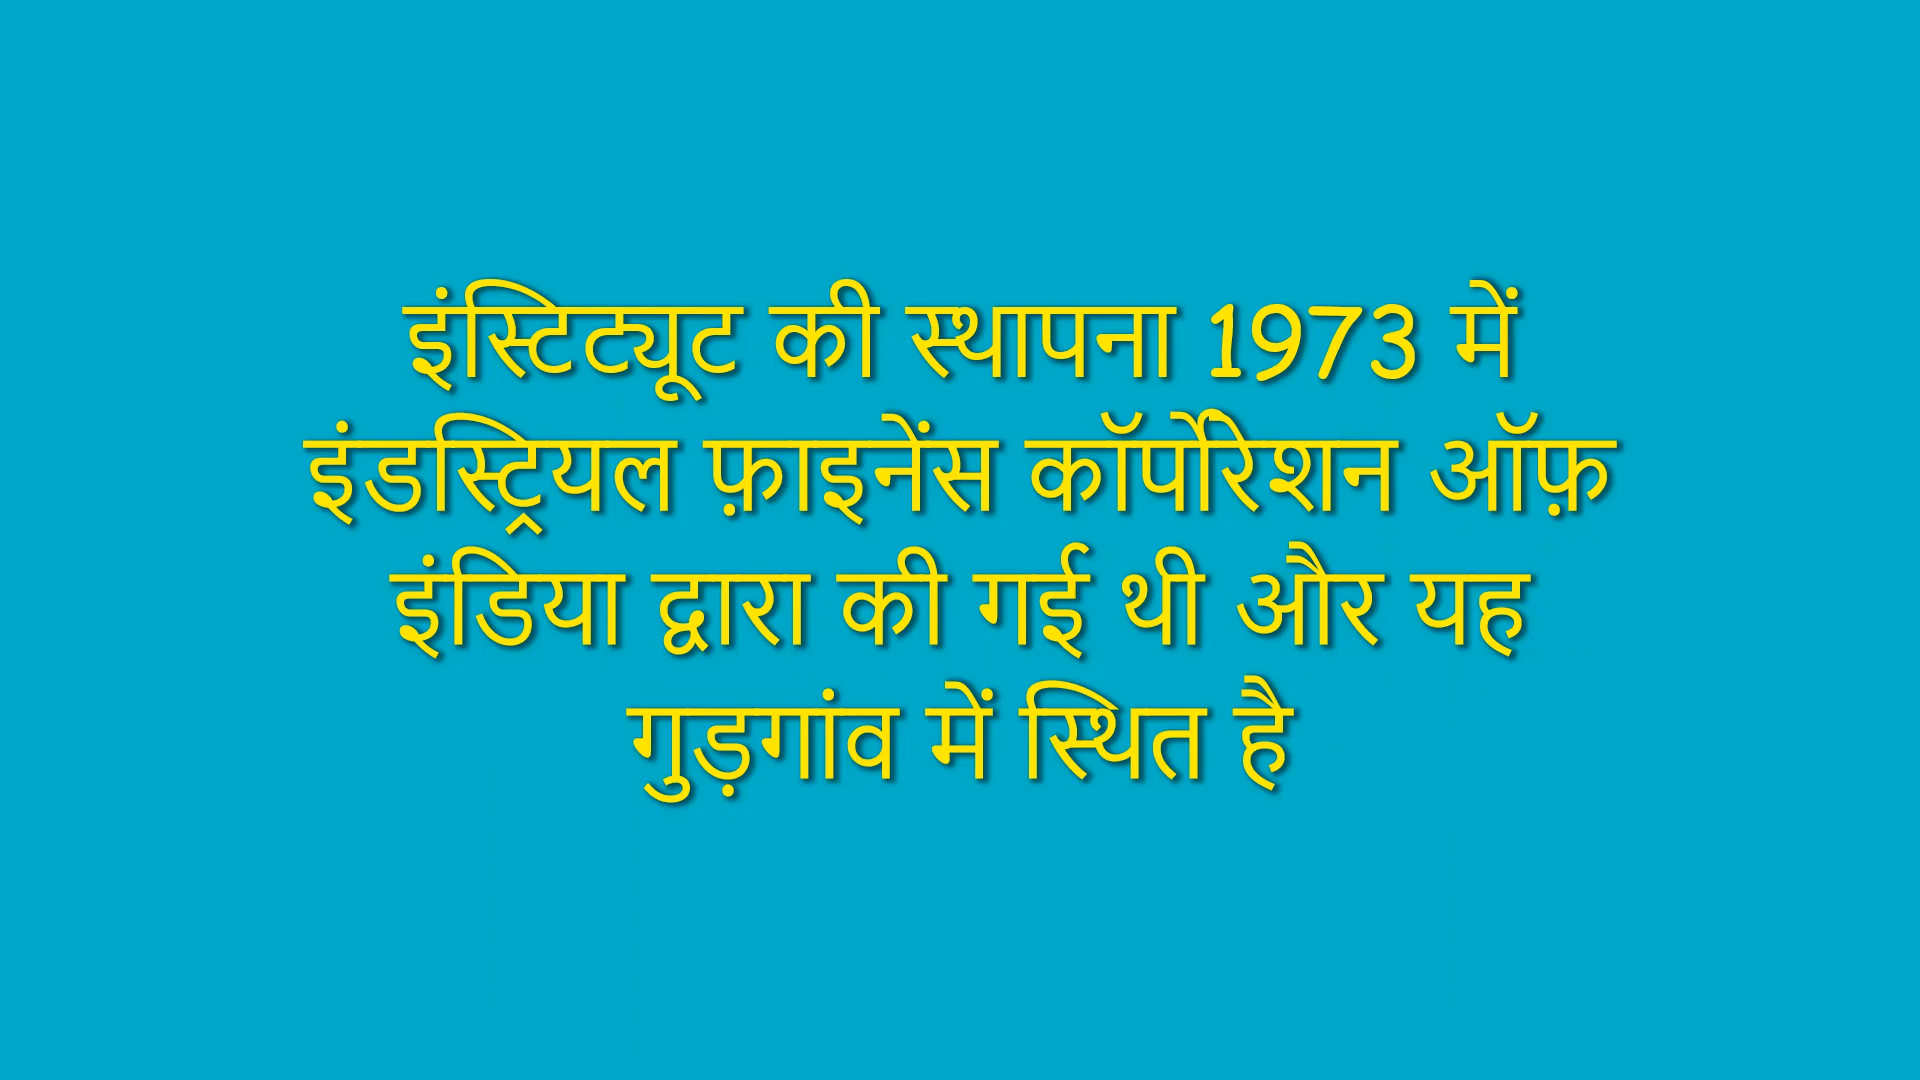 इंस्टिट्यूट की स्थापना 1973 में
इंडस्ट्रियल फ़ाइनेंस कॉर्पोरेशन ऑफ़
इंडिया द्वारा की गई थी और यह
गुड़गांव में स्थित है